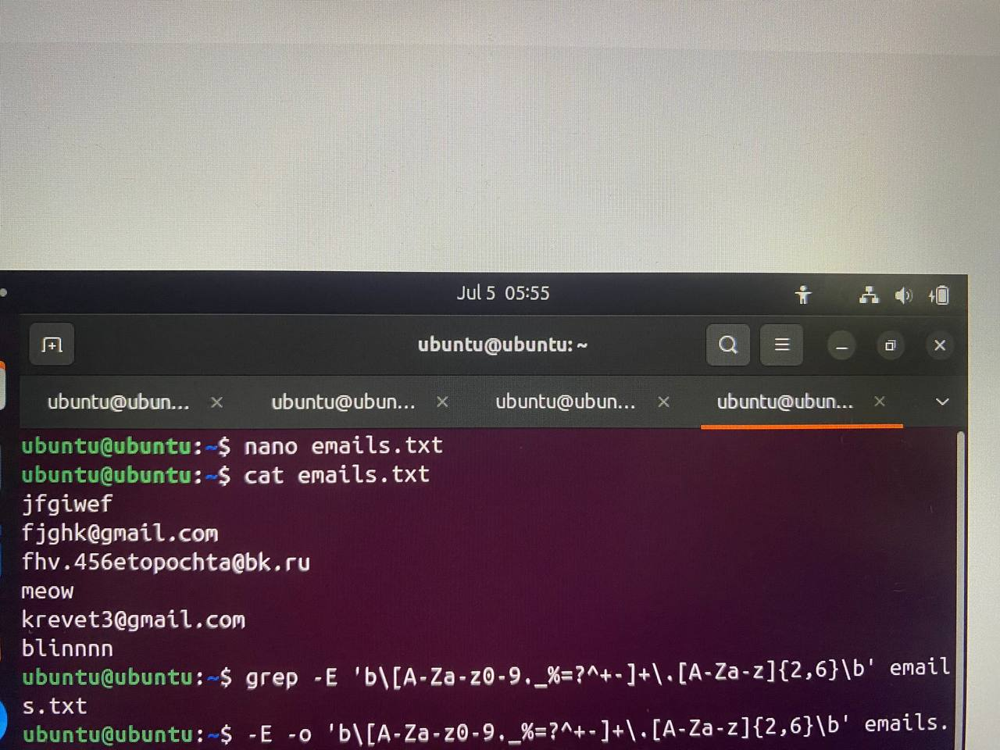 Jul 5 05:55
ubuntu@ubuntu: ~
ubuntu@ubun... ubuntu@ubun... ubuntu@ubun... ubuntu@ubun...
ubuntu@ubuntu:~$ nano emails.txt
ubuntu@ubuntu:~$ cat emails.txt
jfgiwef
fjghk@gmail.com
fhv.456etopochta@bk.ru
meow
krevet3@gmail.com
blinnnn
ubuntu@ubuntu:~$ grep -E 'b\[A-Za-z0-9._%=?^+-]+\.[A-Za-z]{2,6}\b' email
s.txt
ubuntu@ubuntu:~$ -E -o 'b\[A-Za-z0-9._%=?^+-]+\.[A-Za-z]{2,6}\b' emails.